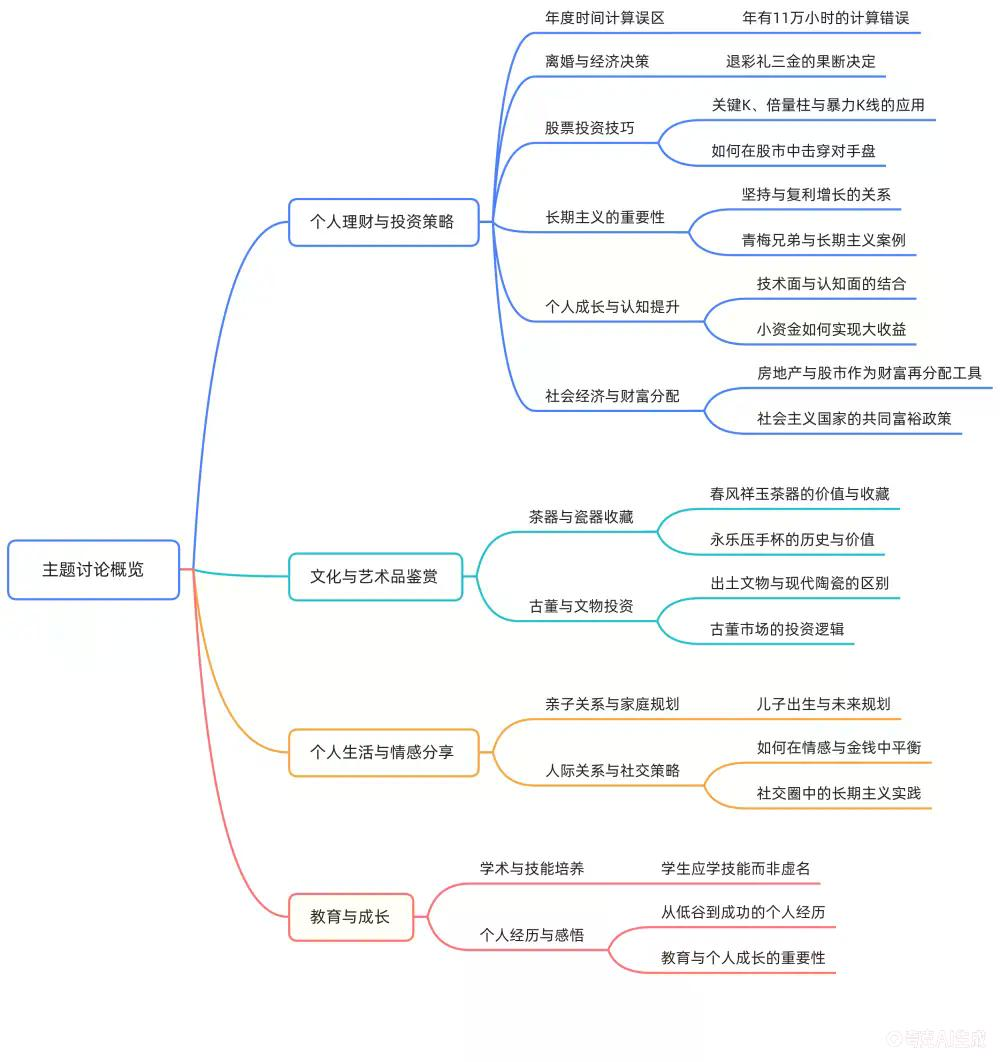 主题讨论概览
个人理财与投资策略
年度时间计算误区
年有11万小时的计算错误
离婚与经济决策
退彩礼三金的果断决定
股票投资技巧
关键K、倍量柱与暴力K线的应用
如何在股市中击穿对手盘
长期主义的重要性
坚持与复利增长的关系
青梅兄弟与长期主义案例
个人成长与认知提升
技术面与认知面的结合
小资金如何实现大收益
社会经济与财富分配
房地产与股市作为财富再分配工具
社会主义国家的共同富裕政策
文化与艺术品鉴赏
茶器与瓷器收藏
春风祥玉茶器的价值与收藏
永乐压手杯的历史与价值
古董与文物投资
出土文物与现代陶瓷的区别
古董市场的投资逻辑
个人生活与情感分享
亲子关系与家庭规划
儿子出生与未来规划
人际关系与社交策略
如何在情感与金钱中平衡
社交圈中的长期主义实践
教育与成长
学术与技能培养
学生应学技能而非虚名
个人经历与感悟
从低谷到成功的个人经历
教育与个人成长的重要性
夸克AI生成